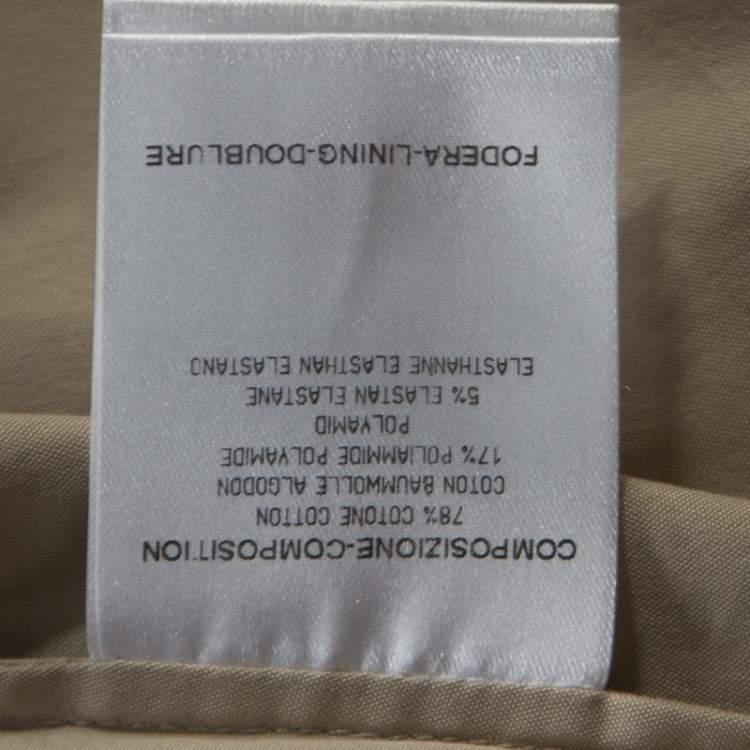 COMPOSIZIONE-COMPOSITION
78% COTONE COTTON
COTON BAUMWOLLE ALGODON
17% POLIAMMIDE POLYAMIDE
POLYAMID
5% ELASTAN ELASTANE
ELASTHANNE ELASTHAN ELASTANO
FODERA-LINING-DOUBLURE